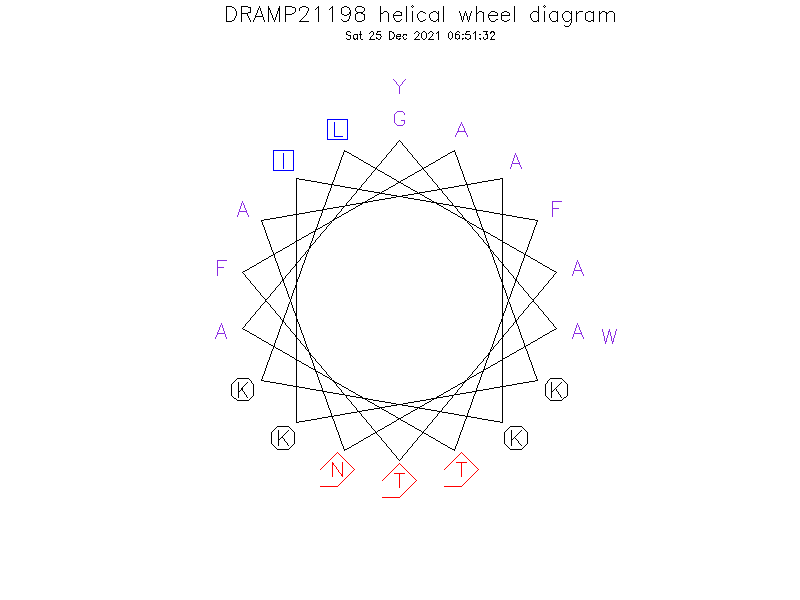 DRAMP21198 helical wheel diagram
Sat 25 Dec 2021 06:51:32
Y
G
L A
I A
A F
F A
A A W
K K
K K
N T T